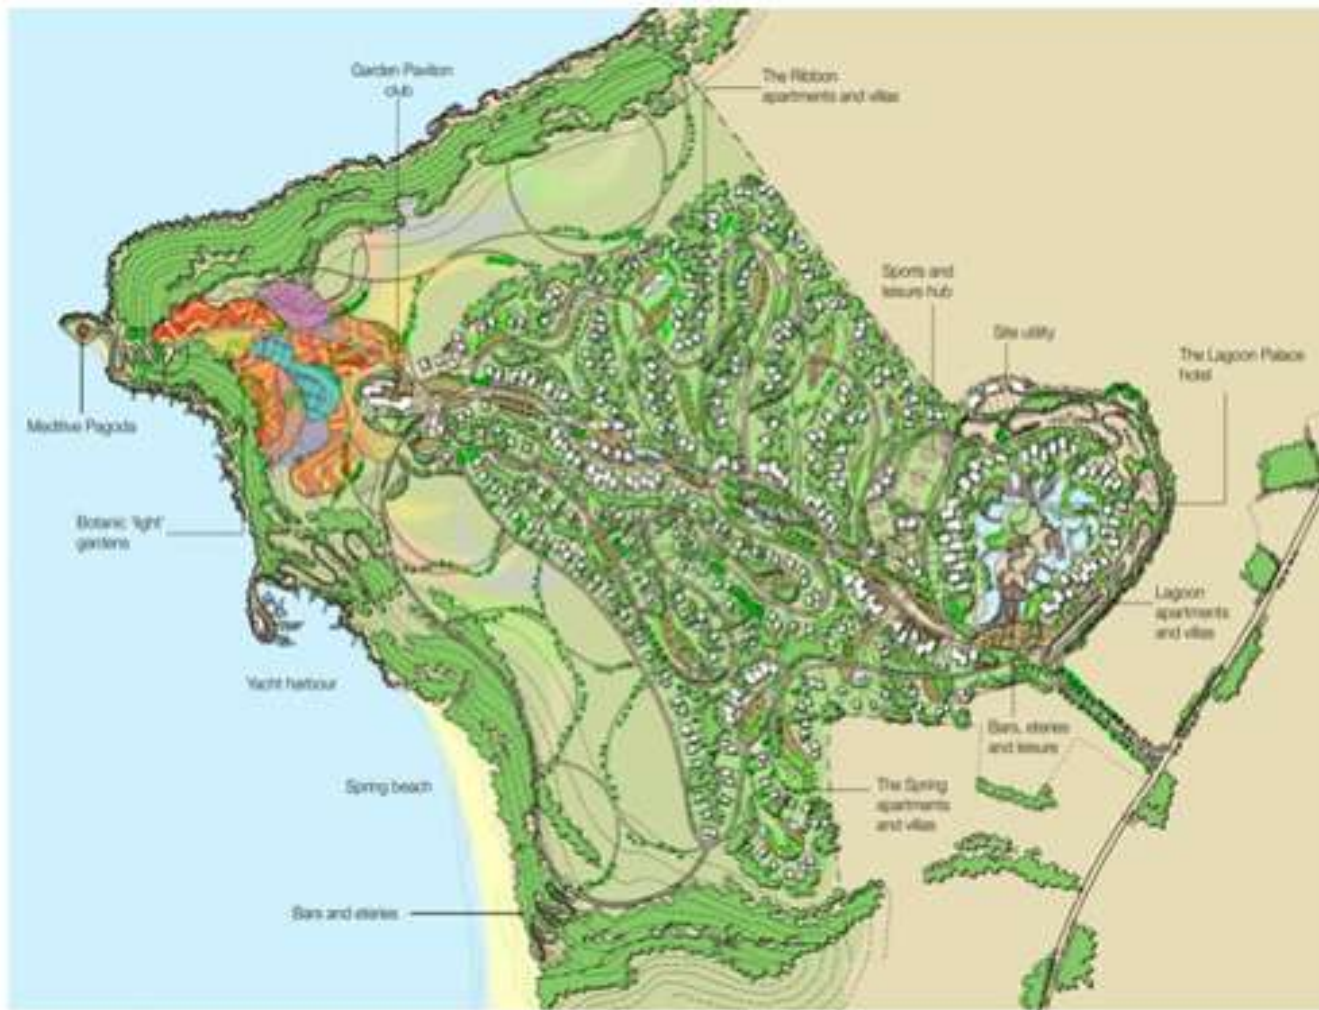 Garden Pavilion
club
The Ribbon
apartments and villas
Sports and
leisure hub
Site utility
The Lagoon Palace
hotel
Meditive Pagoda
Botanic 'light'
gardens
Lagoon
apartments
and villas
Yacht harbour
Bars, eteries
and leisure
Spring beach
The Spring
apartments
and villas
Bars and eteries